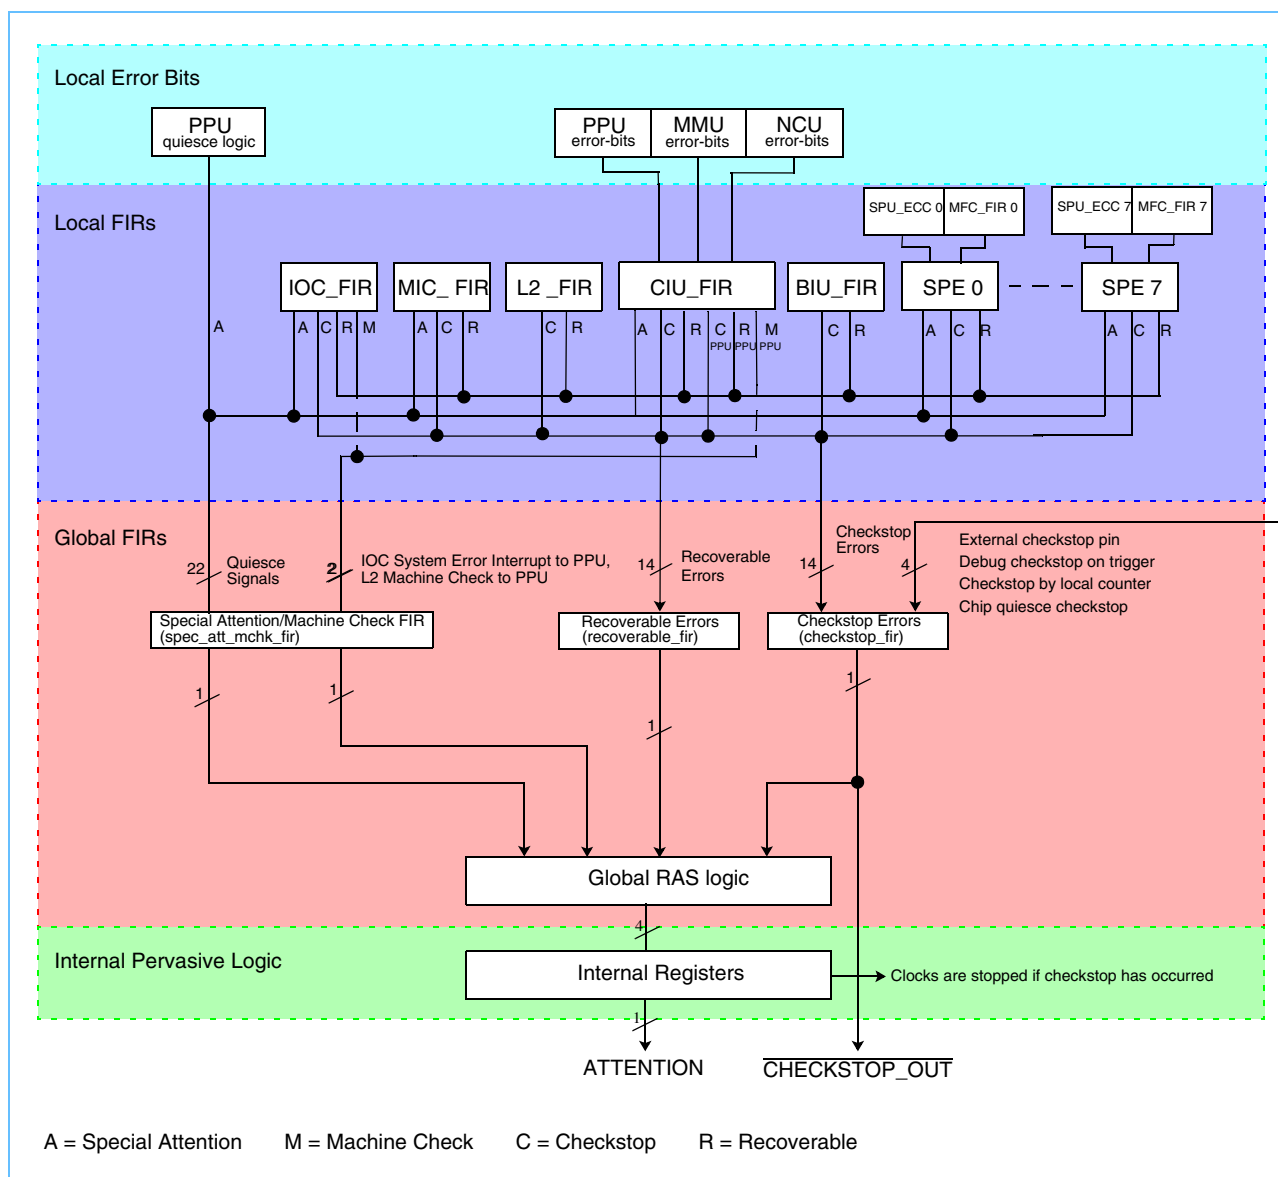 Local Error Bits
PPU
quiesce logic
PPU
error-bits
MMU
error-bits
NCU
error-bits
Local FIRs
SPU_ECC 0
MFC_FIR 0
SPU_ECC 7
MFC_FIR 7
IOC_FIR
MIC_ FIR
L2 _FIR
CIU_FIR
BIU_FIR
SPE 0
SPE 7
A
A C R M
A C R
C R
A C R C R M
PPU PPU PPU
C R
A C R
A C R
Global FIRs
22
Quiesce
Signals
2
IOC System Error Interrupt to PPU,
L2 Machine Check to PPU
14
Recoverable
Errors
Checkstop
Errors
14
4
External checkstop pin
Debug checkstop on trigger
Checkstop by local counter
Chip quiesce checkstop
Special Attention/Machine Check FIR
(spec_att_mchk_fir)
Recoverable Errors
(recoverable_fir)
Checkstop Errors
(checkstop_fir)
1
1
1
1
Global RAS logic
4
Internal Pervasive Logic
Internal Registers
Clocks are stopped if checkstop has occurred
1
ATTENTION
CHECKSTOP_OUT
A = Special Attention M = Machine Check C = Checkstop R = Recoverable